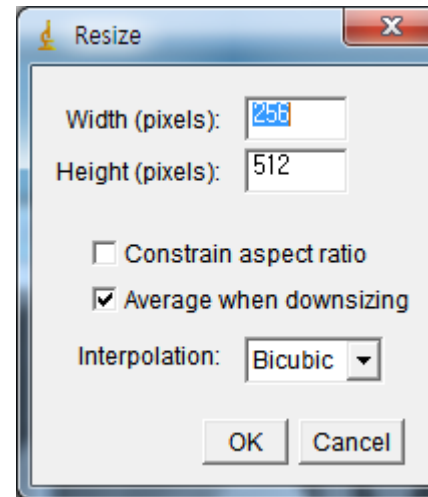 Resize
Width (pixels): 256
Height (pixels): 512
Constrain aspect ratio
Average when downsizing
Interpolation: Bicubic
OK Cancel